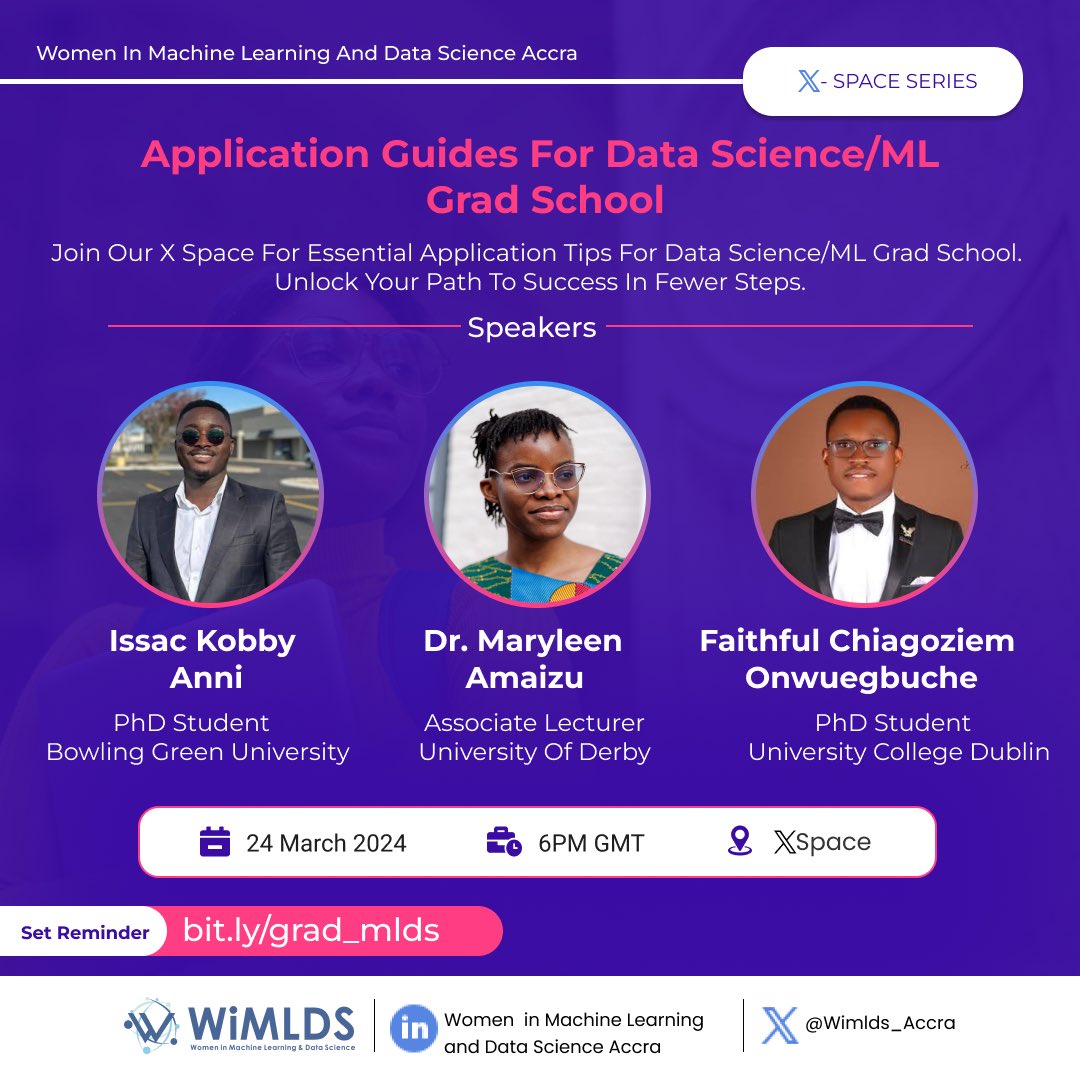 Women In Machine Learning And Data Science Accra
X- SPACE SERIES
Application Guides For Data Science/ML
Grad School
Join Our X Space For Essential Application Tips For Data Science/ML Grad School.
Unlock Your Path To Success In Fewer Steps.
Speakers
Issac Kobby
Anni
PhD Student
Bowling Green University
Dr. Maryleen
Amaizu
Associate Lecturer
University Of Derby
Faithful Chiagoziem
Onwuegbuche
PhD Student
University College Dublin
24 March 2024
6PM GMT
XSpace
Set Reminder
bit.ly/grad_mlds
WiMLDS
Women in Machine Learning & Data Science
in
Women in Machine Learning
and Data Science Accra
X
@Wimlds_Accra